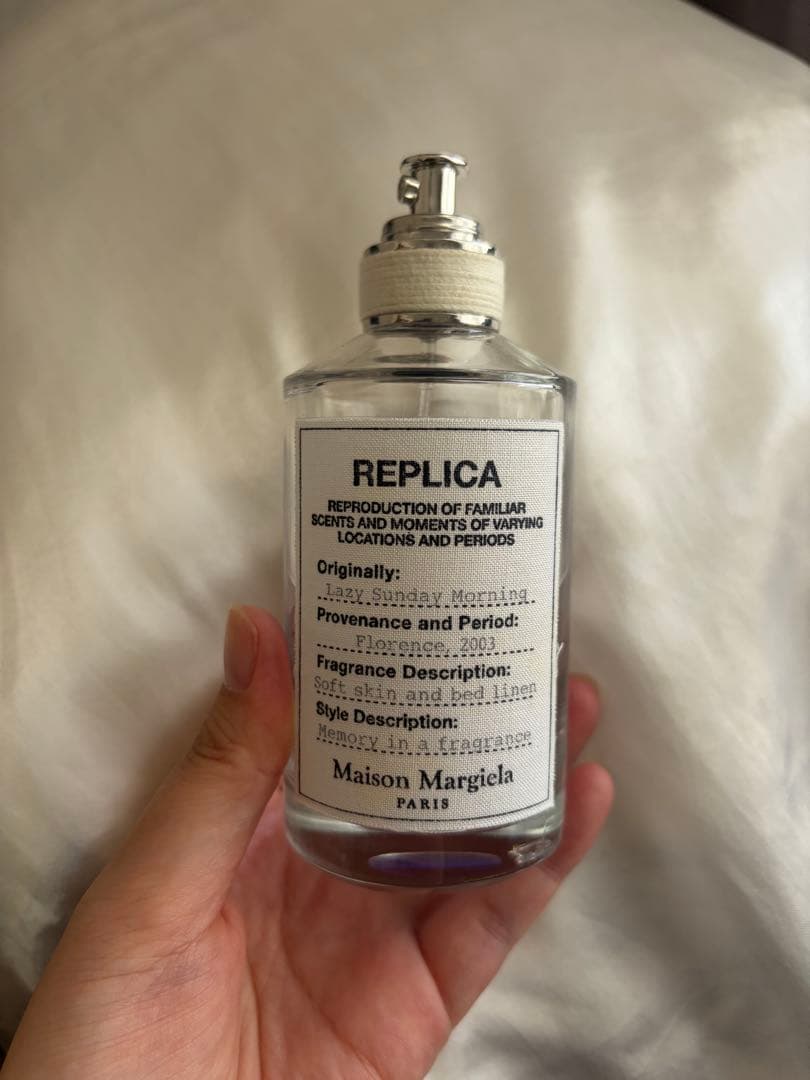 REPLICA
REPRODUCTION OF FAMILIAR
SCENTS AND MOMENTS OF VARYING
LOCATIONS AND PERIODS
Originally:
Lazy Sunday Morning
Provenance and Period:
Florence, 2003
Fragrance Description:
Soft skin and bed linen
Style Description:
Memory in a fragrance
Maison Margiela
PARIS